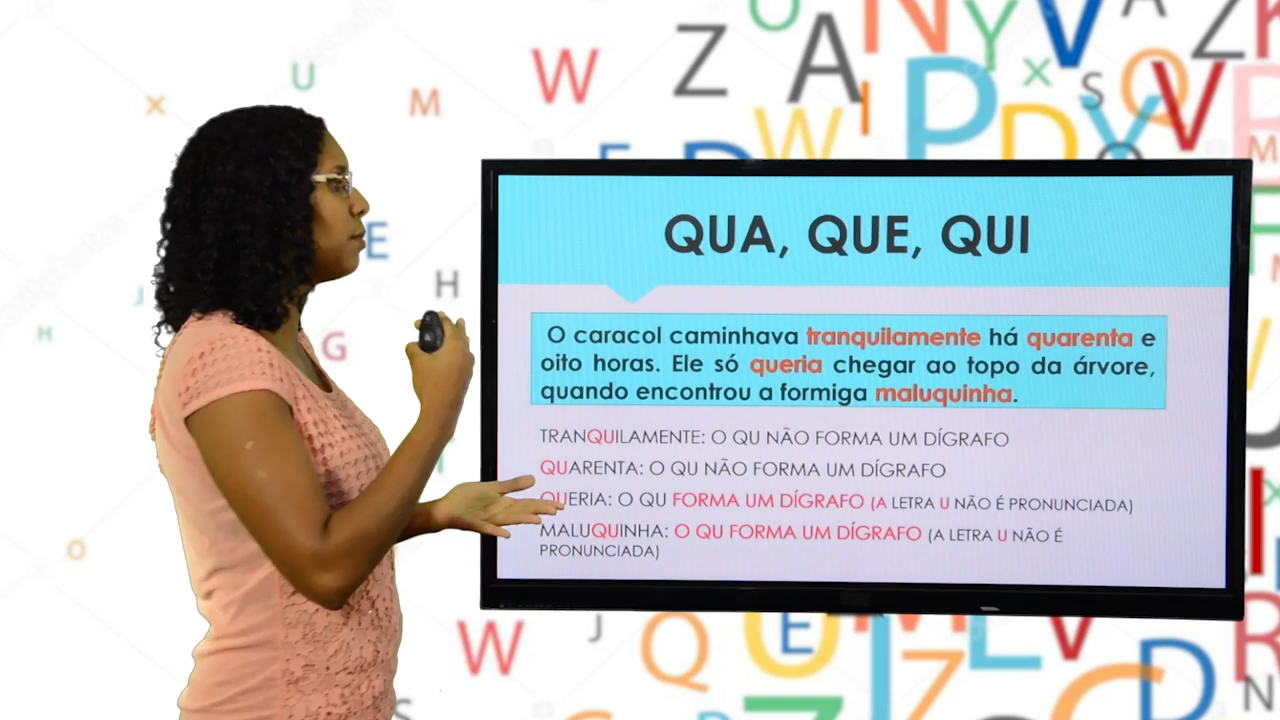 QUA, QUE, QUI
O caracol caminhava tranquilamente há quarenta e
oito horas. Ele só queria chegar ao topo da árvore,
quando encontrou a formiga maluquinha.
TRANQUILAMENTE: O QU NÃO FORMA UM DÍGRAFO
QUARENTA: O QU NÃO FORMA UM DÍGRAFO
QUERIA: O QU FORMA UM DÍGRAFO (A LETRA U NÃO É PRONUNCIADA)
MALUQUINHA: O QU FORMA UM DÍGRAFO (A LETRA U NÃO É
PRONUNCIADA)